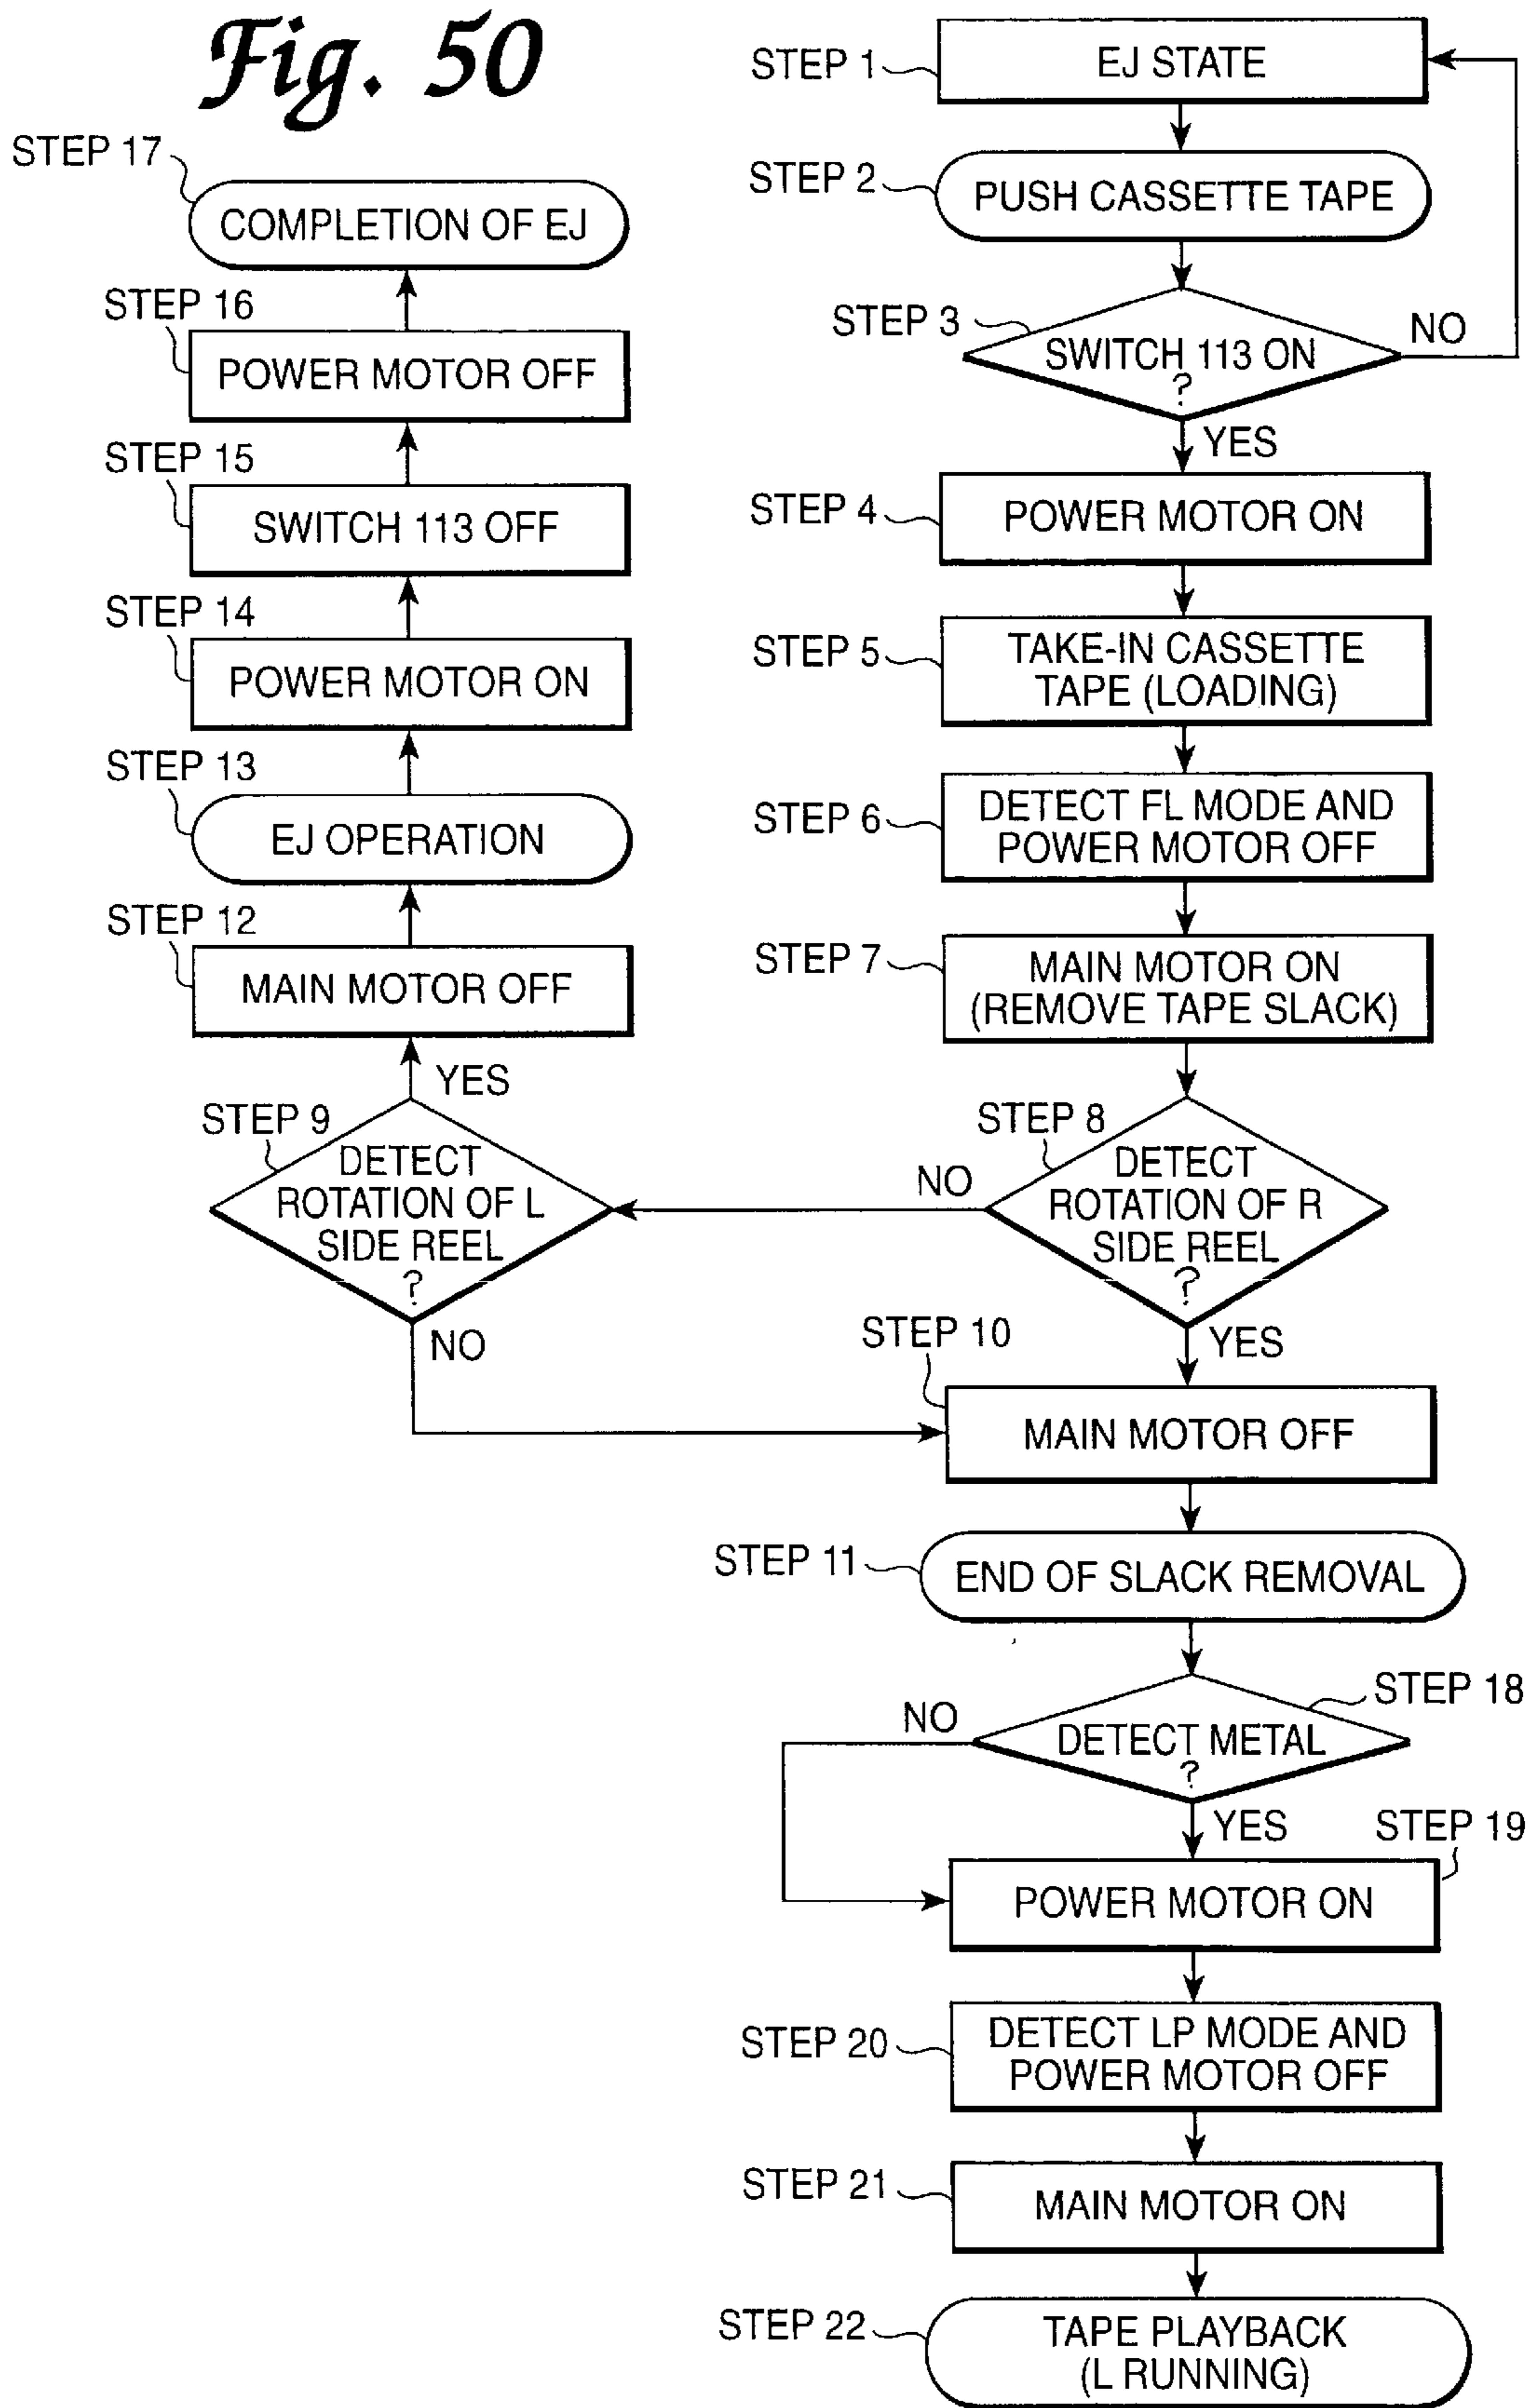 Fig. 50
STEP 1
EJ STATE
STEP 2
PUSH CASSETTE TAPE
STEP 3
SWITCH 113 ON
?
NO
YES
STEP 4
POWER MOTOR ON
STEP 5
TAKE-IN CASSETTE
TAPE (LOADING)
STEP 6
DETECT FL MODE AND
POWER MOTOR OFF
STEP 7
MAIN MOTOR ON
(REMOVE TAPE SLACK)
STEP 8
DETECT
ROTATION OF R
SIDE REEL
?
NO
YES
STEP 9
DETECT
ROTATION OF L
SIDE REEL
?
YES
NO
STEP 10
MAIN MOTOR OFF
STEP 11
END OF SLACK REMOVAL
STEP 12
MAIN MOTOR OFF
STEP 13
EJ OPERATION
STEP 14
POWER MOTOR ON
STEP 15
SWITCH 113 OFF
STEP 16
POWER MOTOR OFF
STEP 17
COMPLETION OF EJ
STEP 18
DETECT METAL
?
NO
YES
STEP 19
POWER MOTOR ON
STEP 20
DETECT LP MODE AND
POWER MOTOR OFF
STEP 21
MAIN MOTOR ON
STEP 22
TAPE PLAYBACK
(L RUNNING)